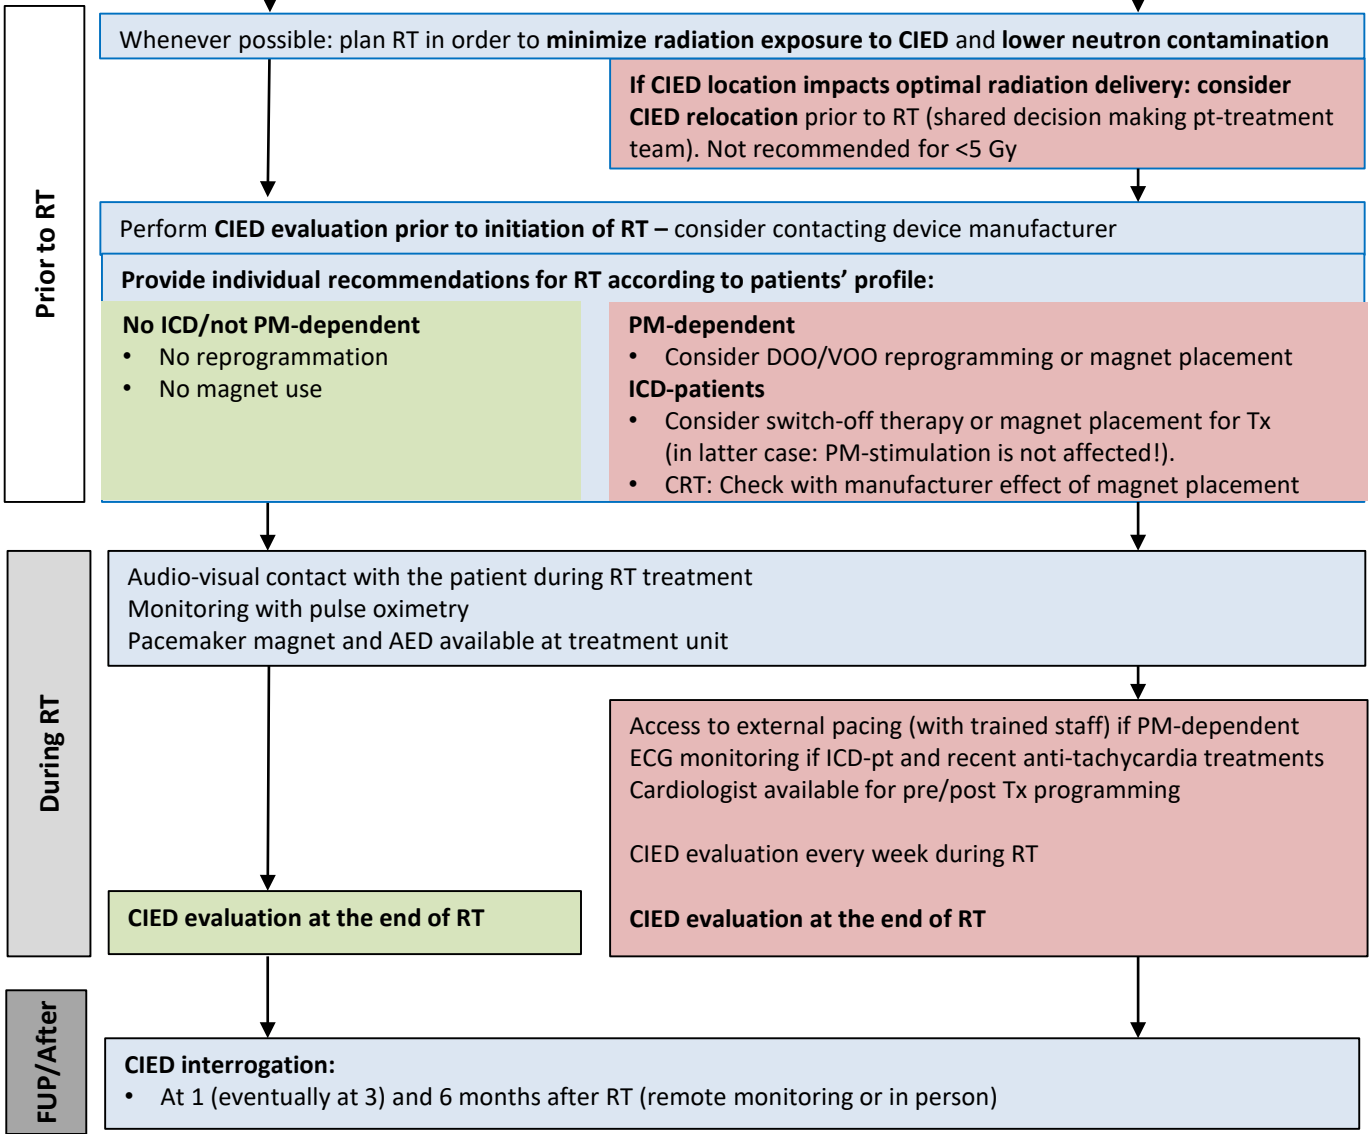 Prior to RT
Whenever possible: plan RT in order to minimize radiation exposure to CIED and lower neutron contamination
If CIED location impacts optimal radiation delivery: consider
CIED relocation prior to RT (shared decision making pt-treatment
team). Not recommended for <5 Gy
Perform CIED evaluation prior to initiation of RT – consider contacting device manufacturer
Provide individual recommendations for RT according to patients’ profile:
No ICD/not PM-dependent
• No reprogrammation
• No magnet use
PM-dependent
• Consider DOO/VOO reprogramming or magnet placement
ICD-patients
• Consider switch-off therapy or magnet placement for Tx
(in latter case: PM-stimulation is not affected!).
• CRT: Check with manufacturer effect of magnet placement
During RT
Audio-visual contact with the patient during RT treatment
Monitoring with pulse oximetry
Pacemaker magnet and AED available at treatment unit
Access to external pacing (with trained staff) if PM-dependent
ECG monitoring if ICD-pt and recent anti-tachycardia treatments
Cardiologist available for pre/post Tx programming
CIED evaluation every week during RT
CIED evaluation at the end of RT
CIED evaluation at the end of RT
FUP/After
CIED interrogation:
• At 1 (eventually at 3) and 6 months after RT (remote monitoring or in person)